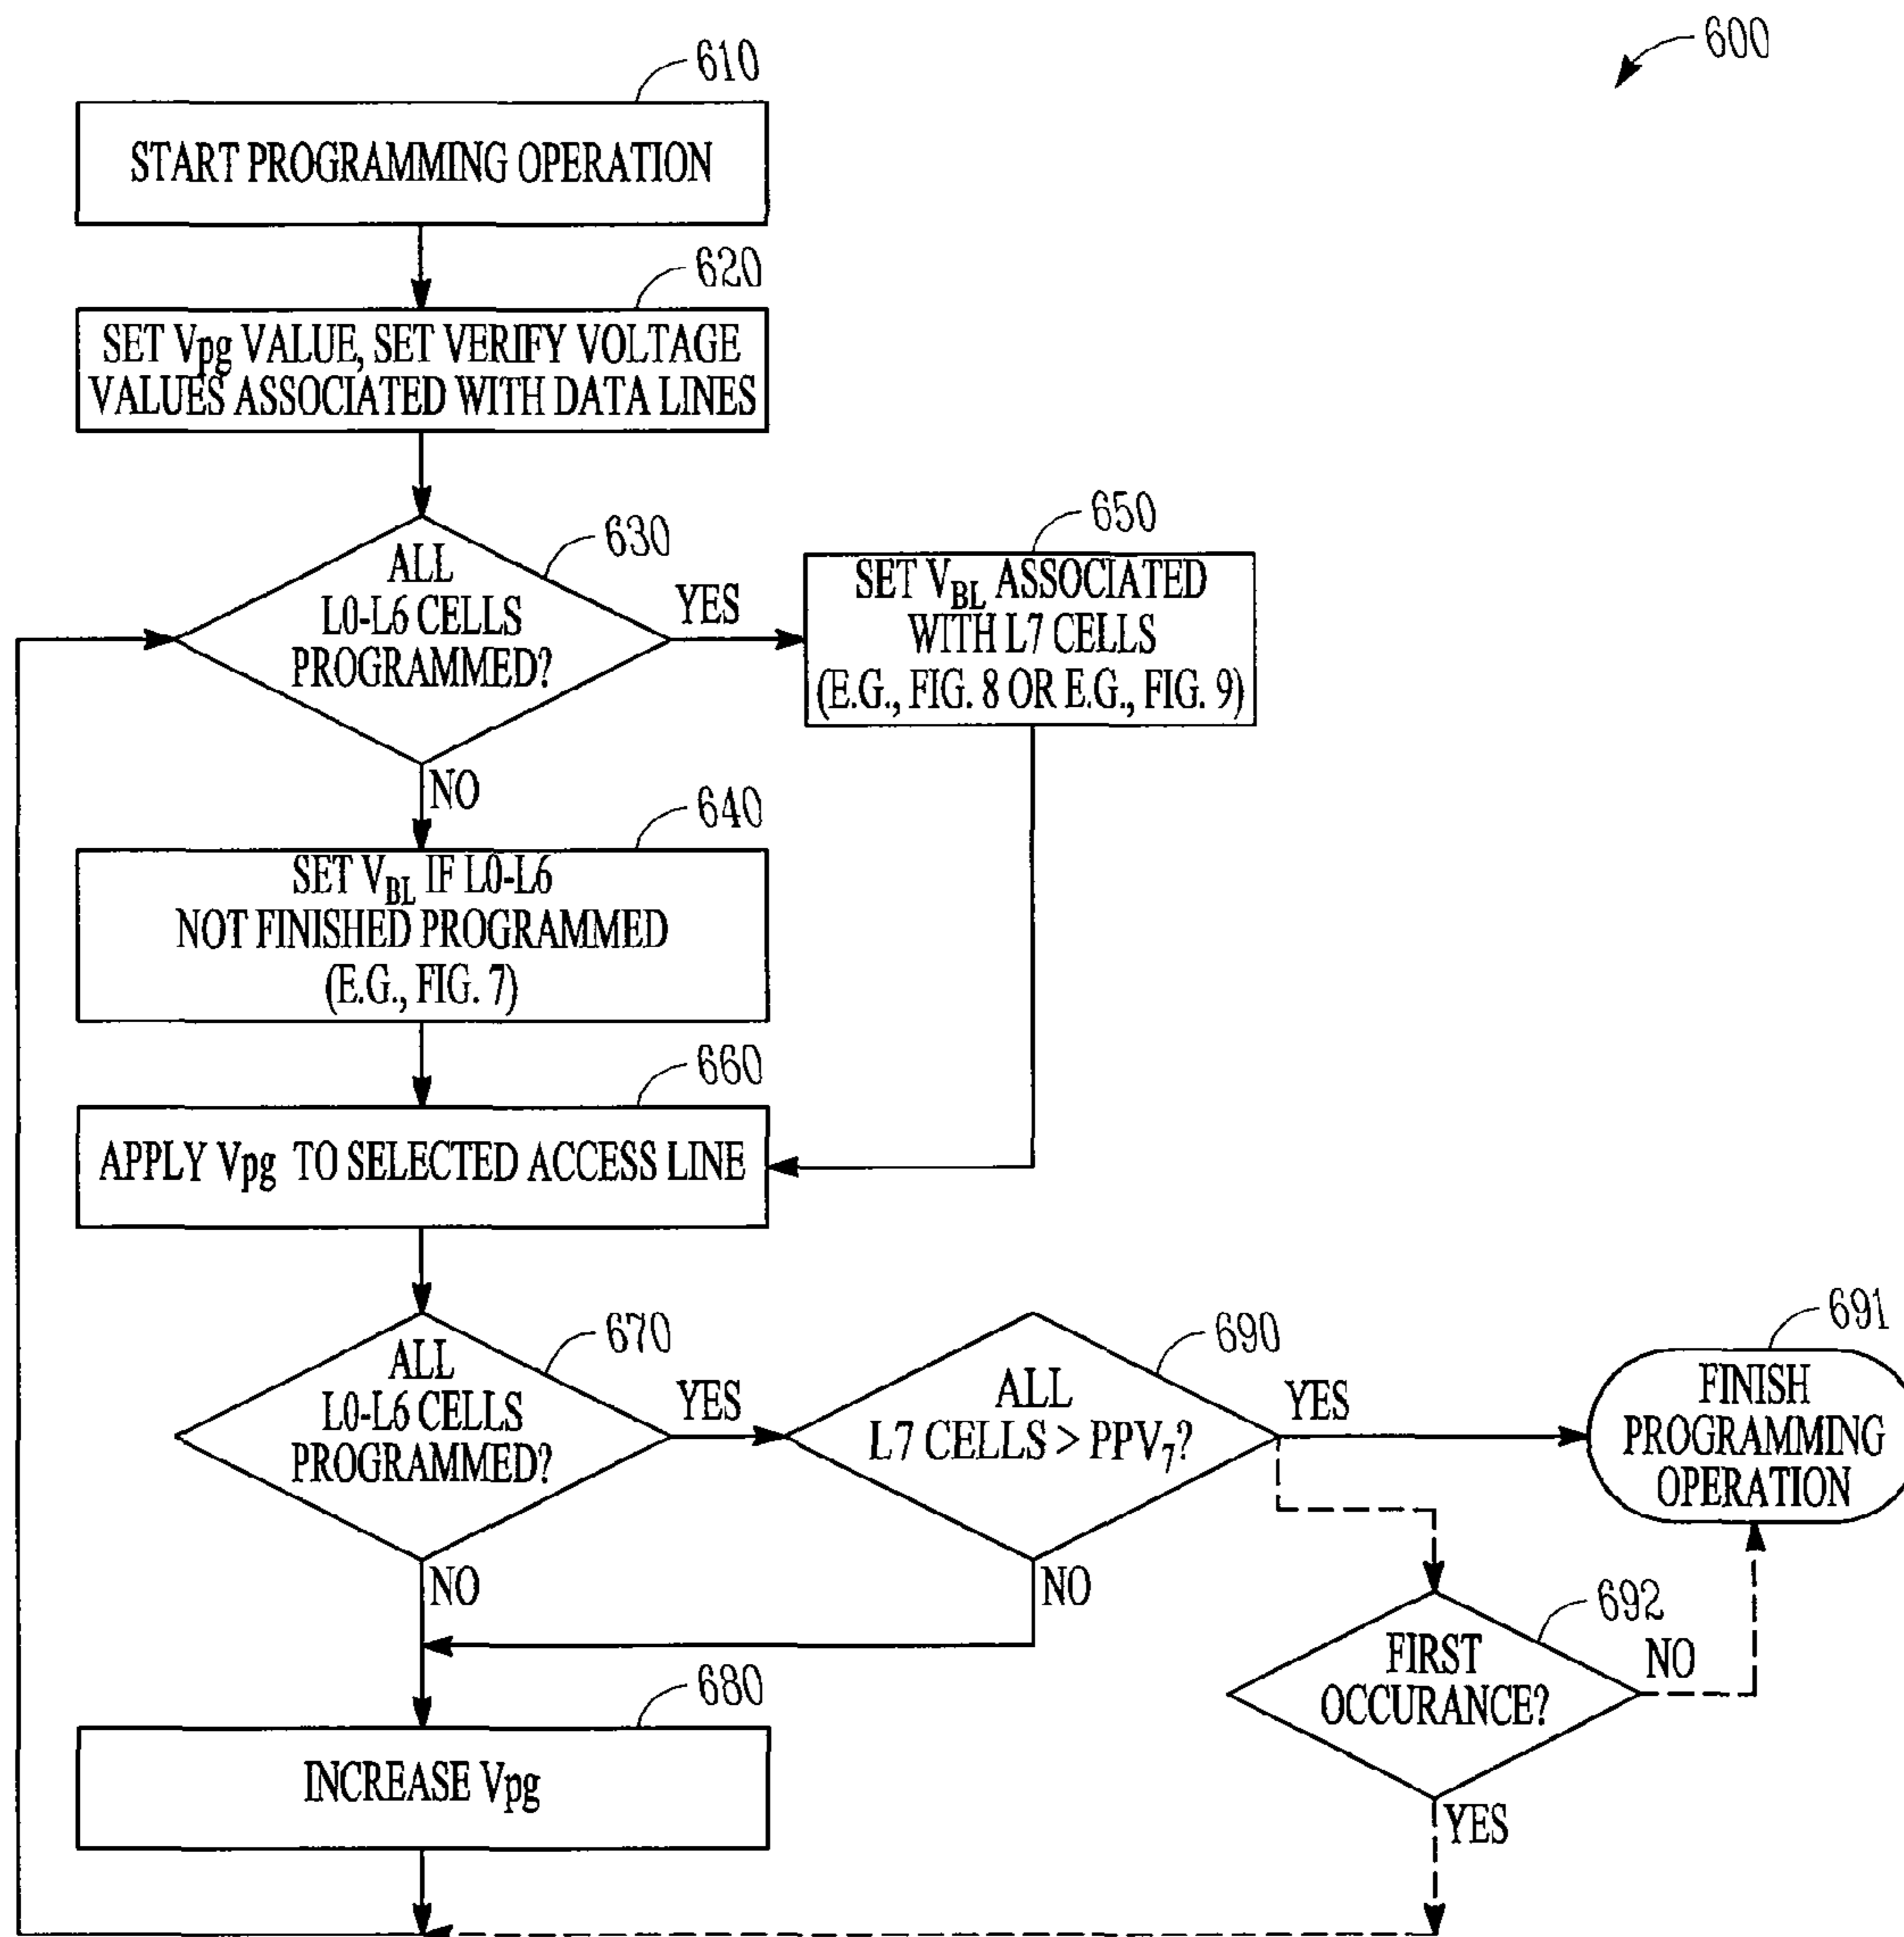 600
610
START PROGRAMMING OPERATION
620
SET Vpg VALUE, SET VERIFY VOLTAGE
VALUES ASSOCIATED WITH DATA LINES
630
ALL
L0-L6 CELLS
PROGRAMMED?
YES
NO
650
SET VBL ASSOCIATED
WITH L7 CELLS
(E.G., FIG. 8 OR E.G., FIG. 9)
640
SET VBL IF L0-L6
NOT FINISHED PROGRAMMED
(E.G., FIG. 7)
660
APPLY Vpg TO SELECTED ACCESS LINE
670
ALL
L0-L6 CELLS
PROGRAMMED?
YES
NO
690
ALL
L7 CELLS > PPV7?
YES
NO
691
FINISH
PROGRAMMING
OPERATION
692
FIRST
OCCURANCE?
NO
YES
680
INCREASE Vpg